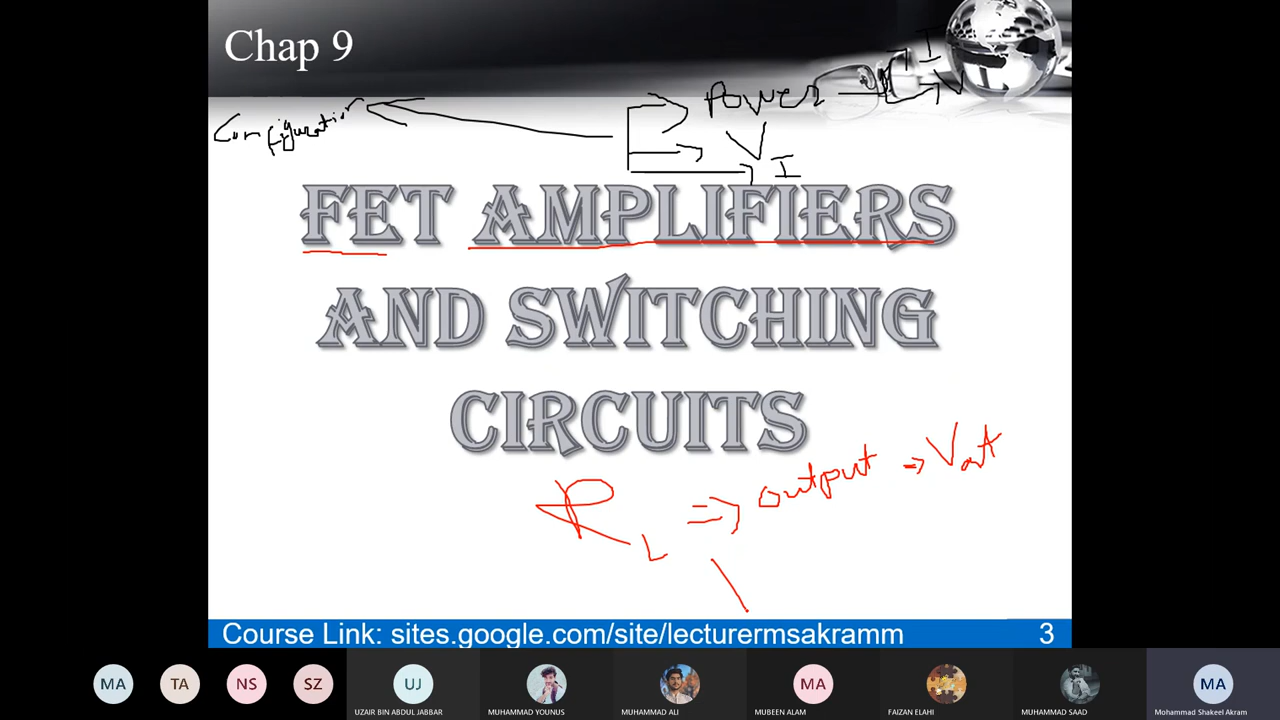 Chap 9
Configuration
Power
I
V
V
I
FET AMPLIFIERS
AND SWITCHING
CIRCUITS
RL => output => Vout
Course Link: sites.google.com/site/lecturermsakramm 3
MA TA NS SZ UJ MA MA
UZAIR BIN ABDUL JABBAR MUHAMMAD YOUNUS MUHAMMAD ALI MUBEEN ALAM FAIZAN ELAHI MUHAMMAD SAAD Mohammad Shakeel Akram